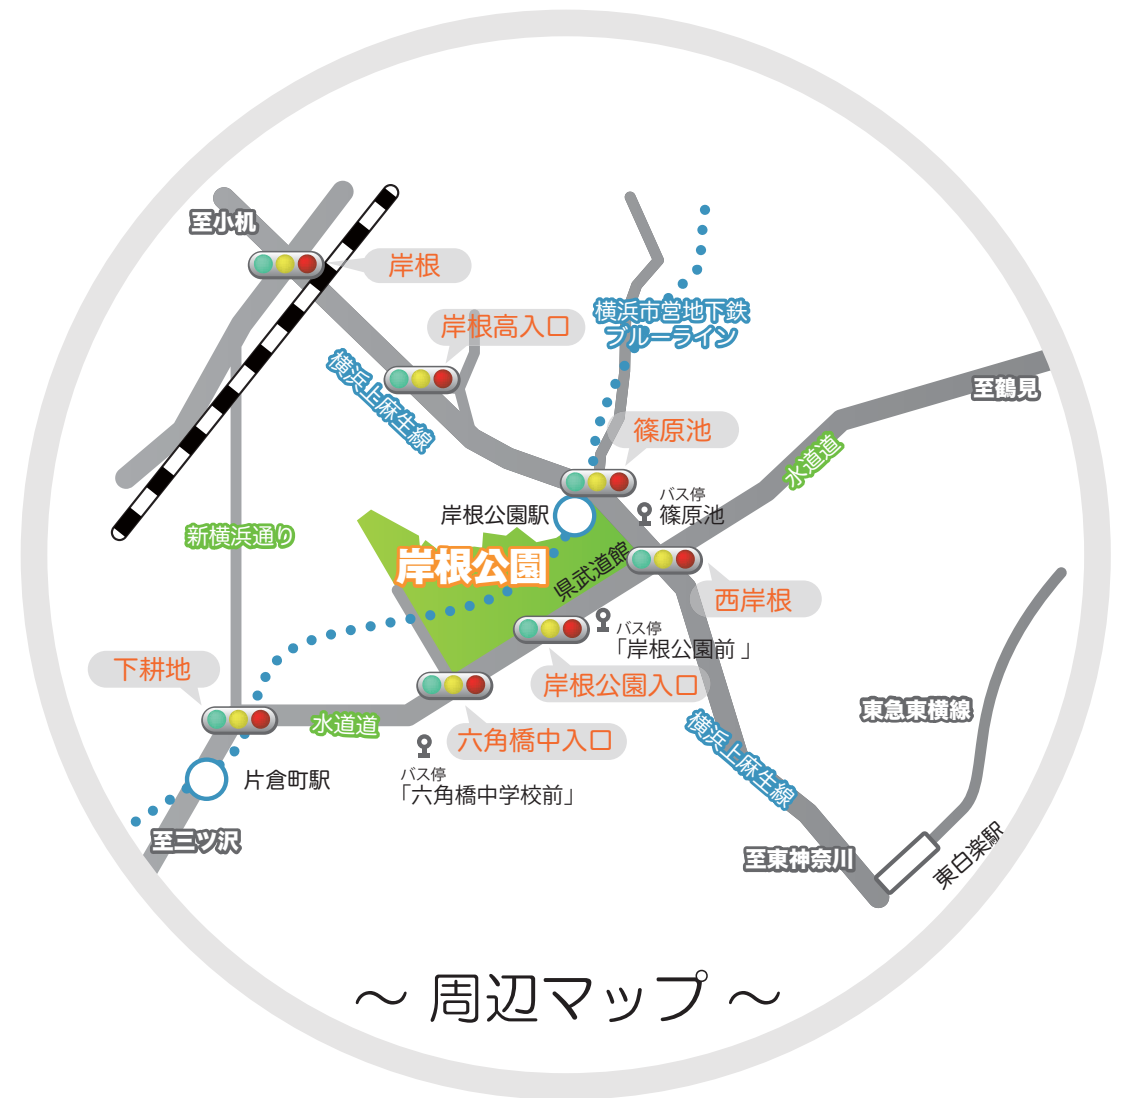 至小机
岸根
岸根高入口
横浜市営地下鉄
ブルーライン
横浜上麻生線
至鶴見
篠原池
水道道
バス停
篠原池
岸根公園駅
新横浜通り
岸根公園
県武道館
西岸根
バス停
「岸根公園前 」
下耕地
岸根公園入口
東急東横線
水道道
六角橋中入口
横浜上麻生線
片倉町駅
バス停
「六角橋中学校前」
至三ツ沢
至東神奈川
東白楽駅
～ 周辺マップ ～